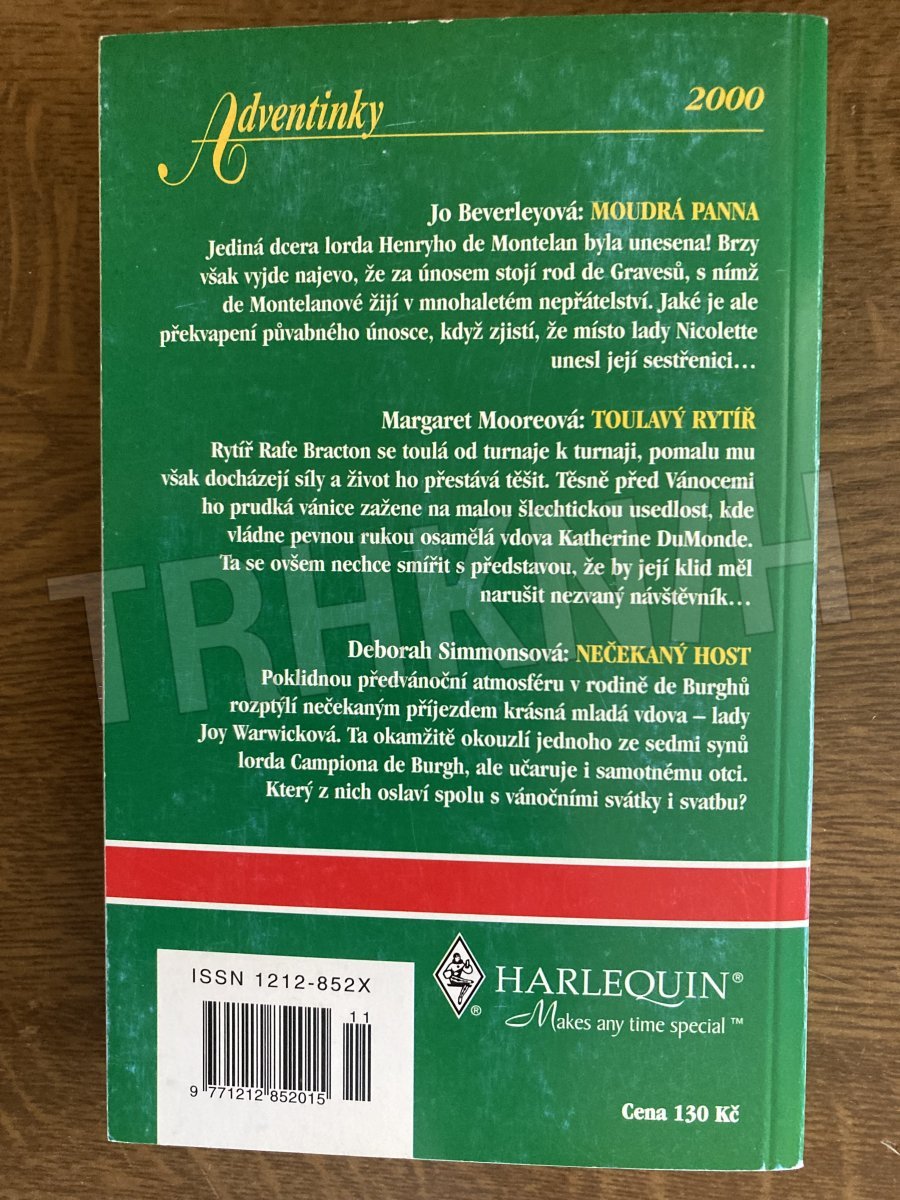 Adventinky 2000
Jo Beverleyová: MOUDRÁ PANNA
Jediná dcera lorda Henryho de Montelan byla unesena! Brzy
však vyjde najevo, že za únosem stojí rod de Gravesů, s nímž
de Montelanové žijí v mnohaletém nepřátelství. Jaké je ale
překvapení půvabného únosce, když zjistí, že místo lady Nicolette
unesl její sestřenici...
Margaret Mooreová: TOULAVÝ RYTÍŘ
Rytíř Rafe Bracton se toulá od turnaje k turnaji, pomalu mu
však docházejí síly a život ho přestává těšit. Těsně před Vánocemi
ho prudká vánice zažene na malou šlechtickou usedlost, kde
vládne pevnou rukou osamělá vdova Katherine DuMonde.
Ta se ovšem nechce smířit s představou, že by její klid měl
narušit nezvaný návštěvník...
Deborah Simmonsová: NEČEKANÝ HOST
Poklidnou předvánoční atmosféru v rodině de Burghů
rozptýlí nečekaným příjezdem krásná mladá vdova – lady
Joy Warwicková. Ta okamžitě okouzlí jednoho ze sedmi synů
lorda Campiona de Burgh, ale učaruje i samotnému otci.
Který z nich oslaví spolu s vánočními svátky i svatbu?
ISSN 1212-852X
11
9 771212 852015
HARLEQUIN®
®
Makes any time special ™
Cena 130 Kč
TRHKNIH